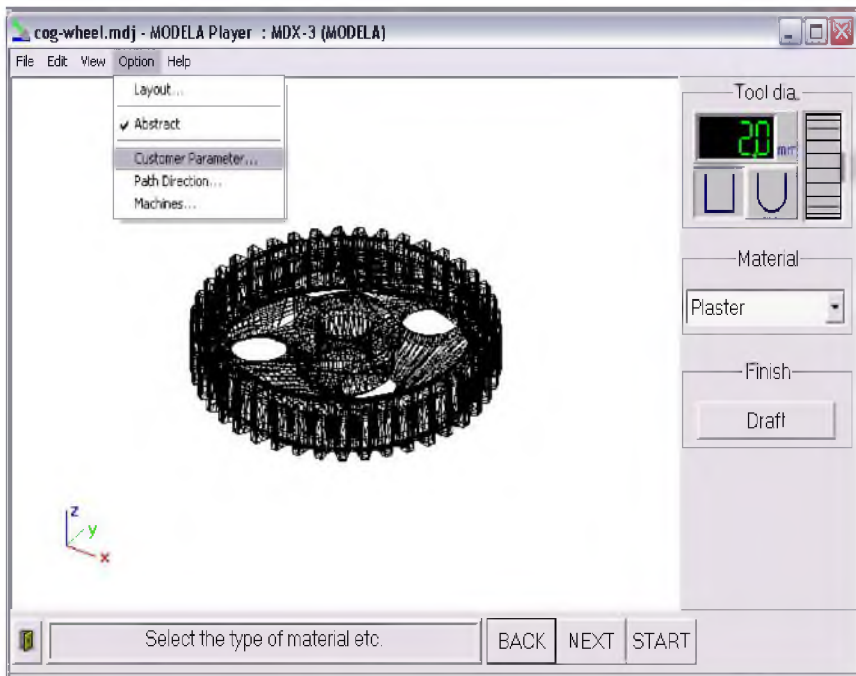 cog-wheel.mdj - MODELA Player : MDX-3 (MODELA)
File Edit View Option Help
Layout...
✓ Abstract
Customer Parameter...
Path Direction...
Machines...
Tool dia.
2,0 mm
Material
Plaster
Finish
Draft
z
y
x
Select the type of material etc.
BACK NEXT START